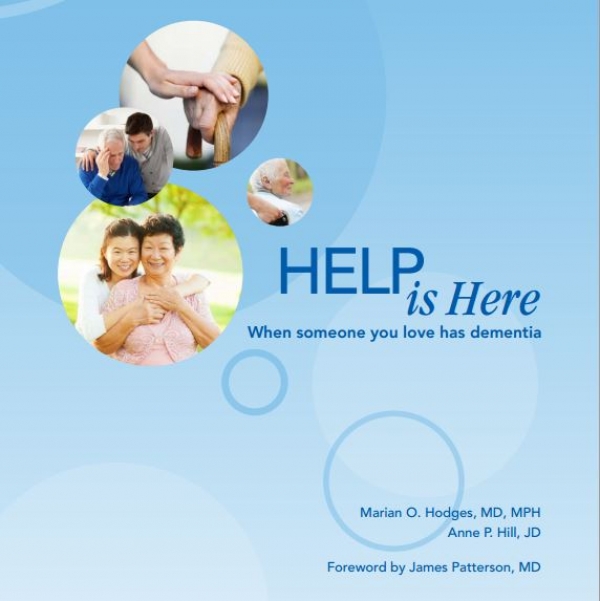 HELP
is Here
When someone you love has dementia
Marian O. Hodges, MD, MPH
Anne P. Hill, JD
Foreword by James Patterson, MD